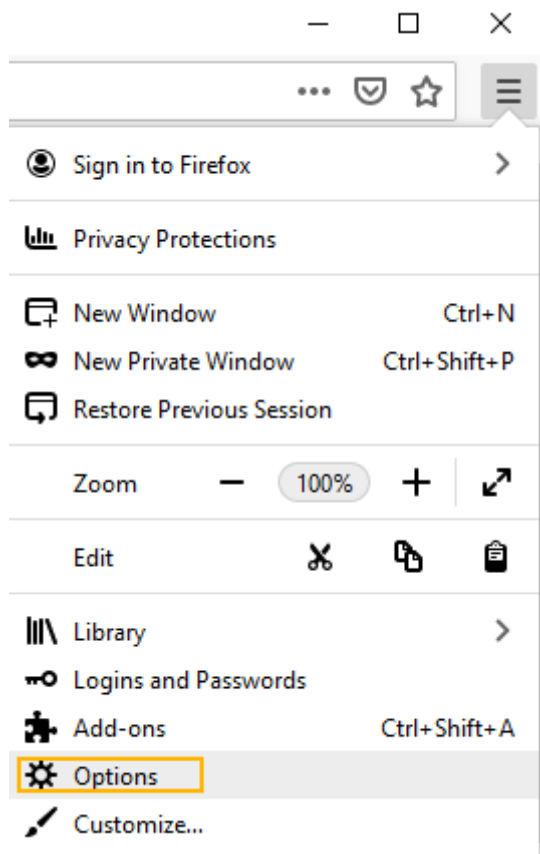 Sign in to Firefox
Privacy Protections
New Window Ctrl+N
New Private Window Ctrl+Shift+P
Restore Previous Session
Zoom 100%
Edit
Library
Logins and Passwords
Add-ons Ctrl+Shift+A
Options
Customize...